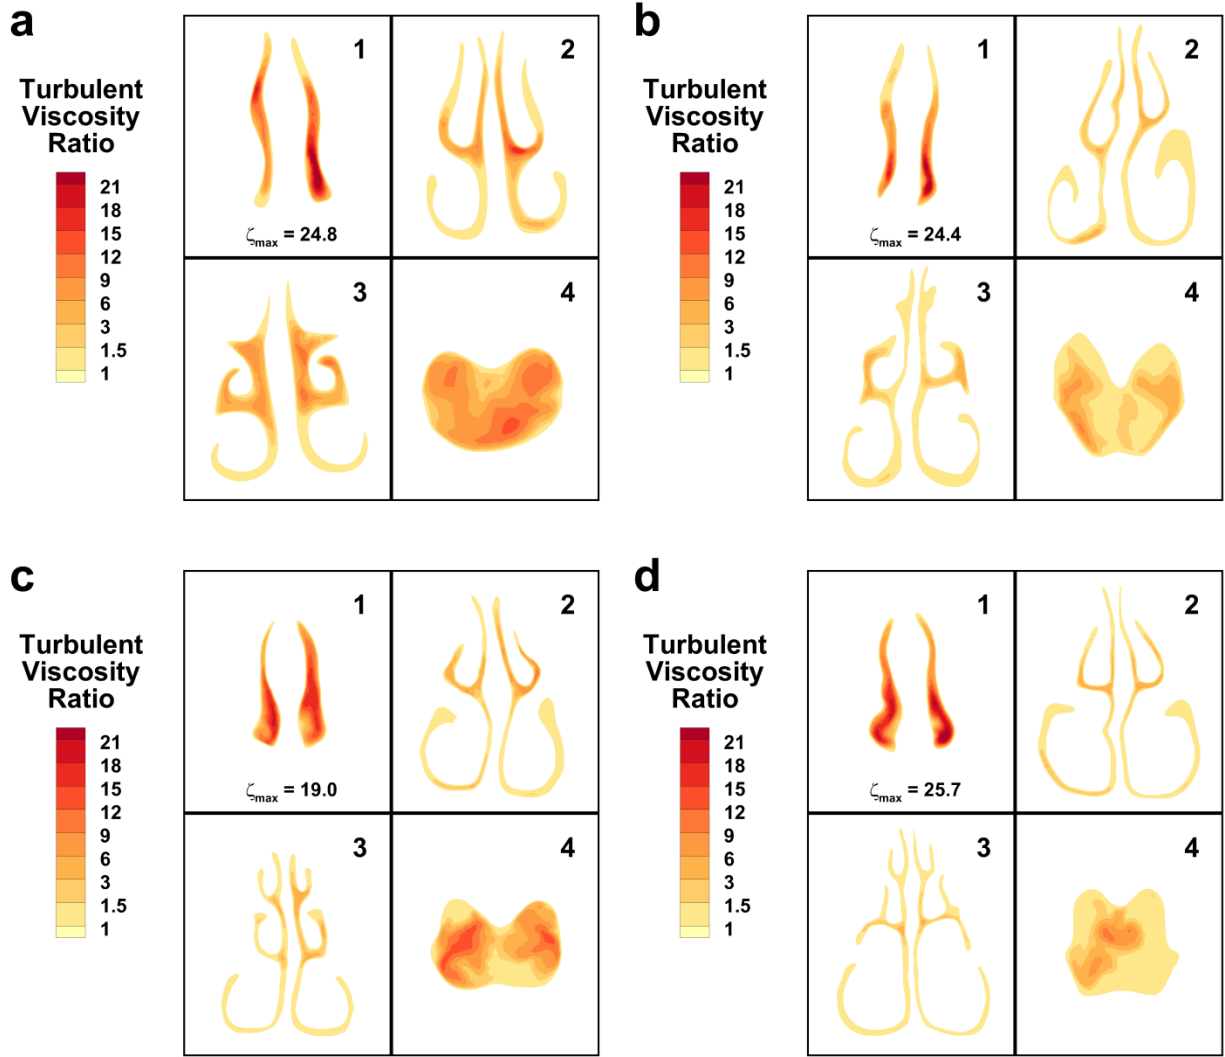 a
Turbulent
Viscosity
Ratio
21
18
15
12
9
6
3
1.5
1
1
ζmax = 24.8
2
3
4
b
Turbulent
Viscosity
Ratio
21
18
15
12
9
6
3
1.5
1
1
ζmax = 24.4
2
3
4
c
Turbulent
Viscosity
Ratio
21
18
15
12
9
6
3
1.5
1
1
ζmax = 19.0
2
3
4
d
Turbulent
Viscosity
Ratio
21
18
15
12
9
6
3
1.5
1
1
ζmax = 25.7
2
3
4